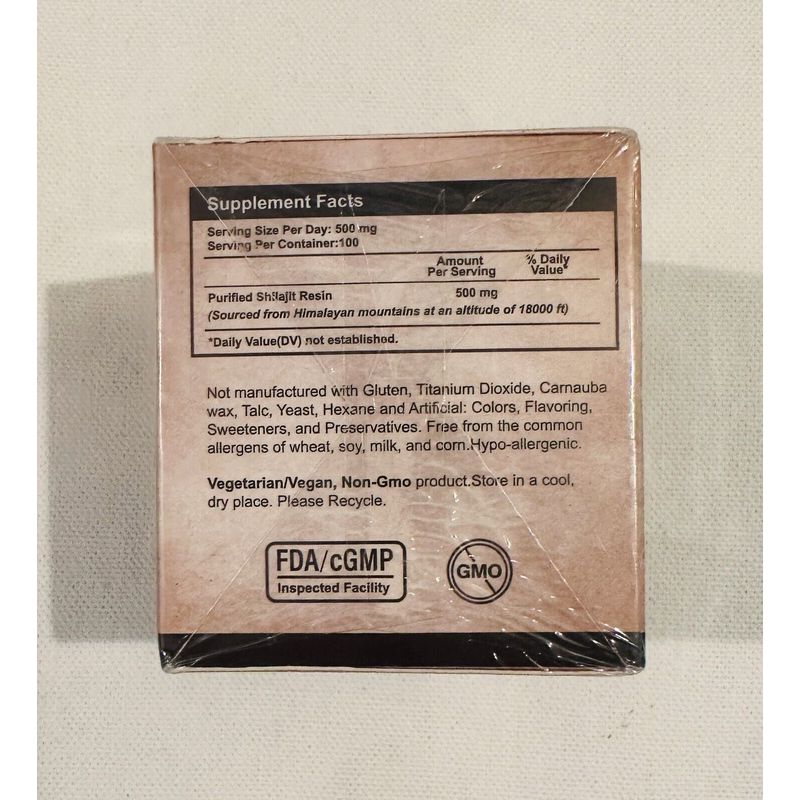 Supplement Facts
Serving Size Per Day: 500 mg
Serving Per Container:100
Amount Per Serving
% Daily Value*
Purified Shilajit Resin 500 mg
(Sourced from Himalayan mountains at an altitude of 18000 ft)
*Daily Value(DV) not established.
Not manufactured with Gluten, Titanium Dioxide, Carnauba
wax, Talc, Yeast, Hexane and Artificial: Colors, Flavoring,
Sweeteners, and Preservatives. Free from the common
allergens of wheat, soy, milk, and corn.Hypo-allergenic.
Vegetarian/Vegan, Non-Gmo product.Store in a cool,
dry place. Please Recycle.
FDA/cGMP
Inspected Facility
GMO